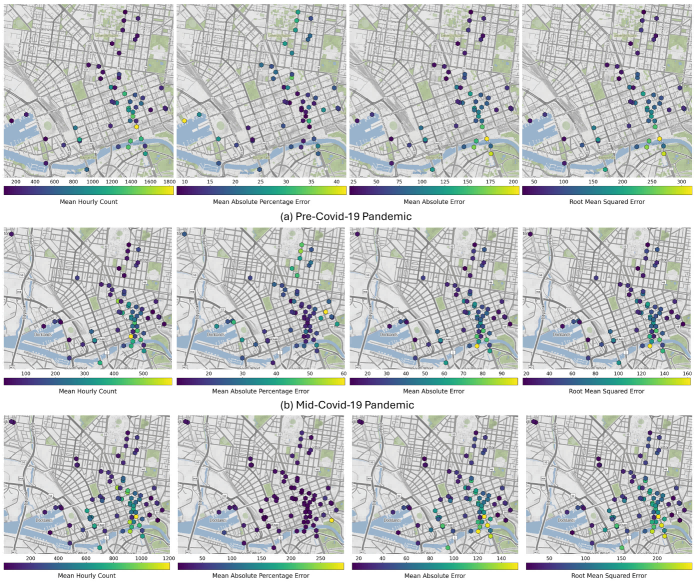 200 400 600 800 1000 1200 1400 1600 1800
10 15 20 25 30 35 40
25 50 75 100 125 150 175 200
50 100 150 200 250 300
Mean Hourly Count
Mean Absolute Percentage Error
Mean Absolute Error
Root Mean Squared Error
(a) Pre-Covid-19 Pandemic
100 200 300 400 500
20 30 40 50 60
20 30 40 50 60 70 80 90
20 40 60 80 100 120 140 160
Mean Hourly Count
Mean Absolute Percentage Error
Mean Absolute Error
Root Mean Squared Error
(b) Mid-Covid-19 Pandemic
200 400 600 800 1000 1200
50 100 150 200 250
20 40 60 80 100 120 140
50 100 150 200
Mean Hourly Count
Mean Absolute Percentage Error
Mean Absolute Error
Root Mean Squared Error